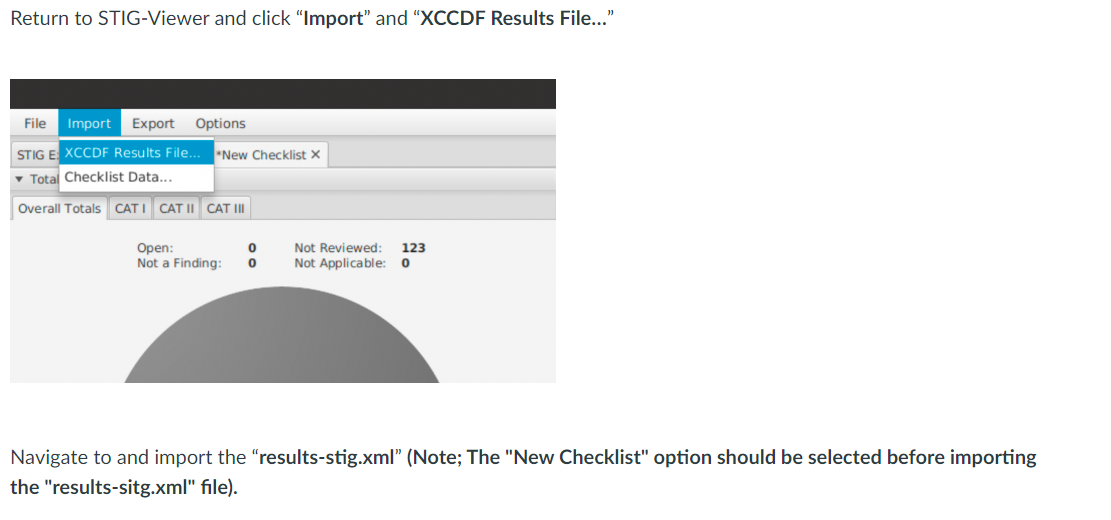 Return to STIG-Viewer and click “Import” and “XCCDF Results File...”
File Import Export Options
STIG E XCCDF Results File... *New Checklist ✕
▼ Total Checklist Data...
Overall Totals CAT I CAT II CAT III
Open: 0 Not Reviewed: 123
Not a Finding: 0 Not Applicable: 0
Navigate to and import the “results-stig.xml” (Note; The "New Checklist" option should be selected before importing
the "results-sitg.xml" file).